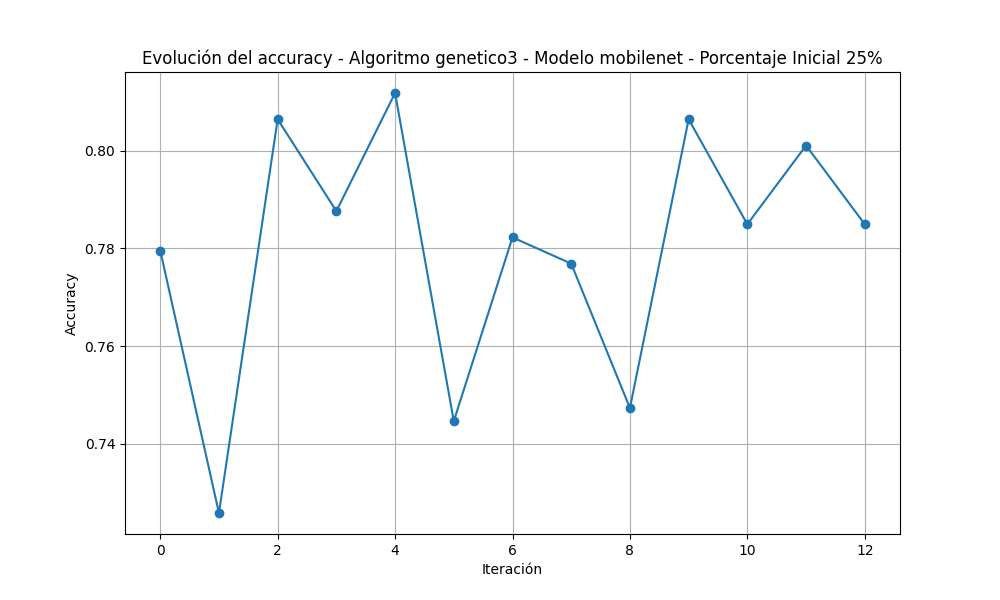 Evolución del accuracy - Algoritmo genetico3 - Modelo mobilenet - Porcentaje Inicial 25%
Accuracy
0.80
0.78
0.76
0.74
0 2 4 6 8 10 12
Iteración